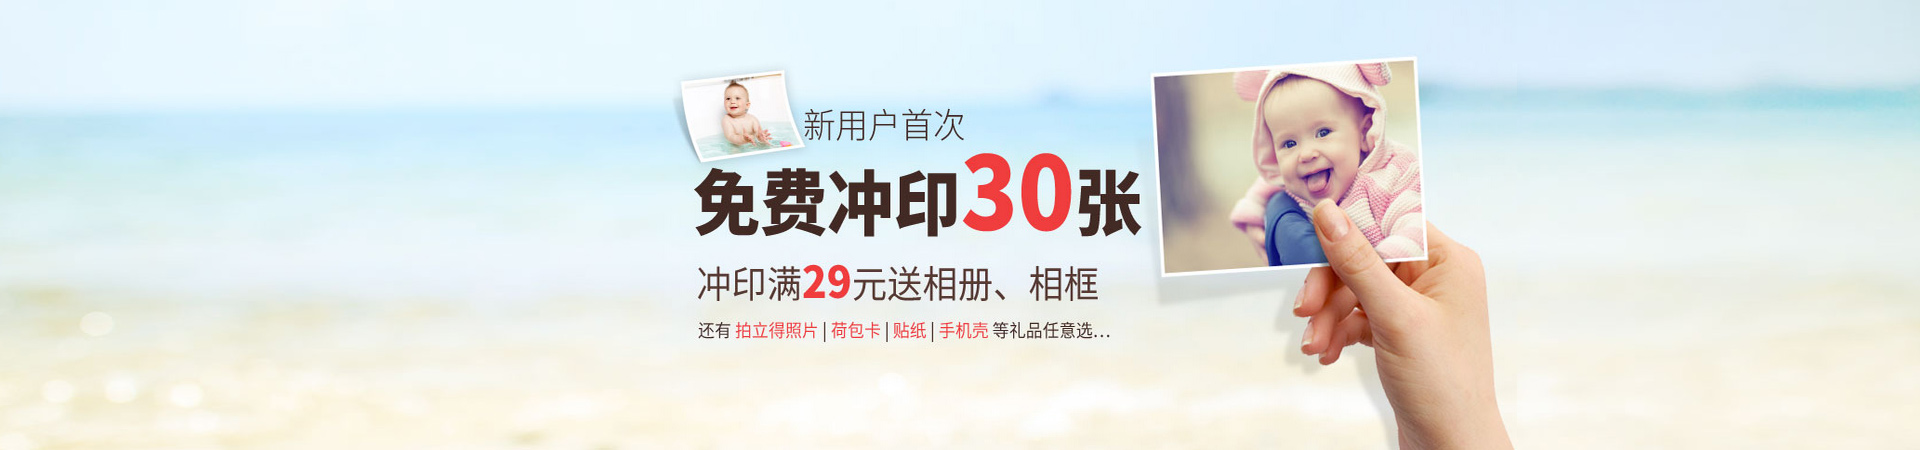 新用户首次
免费冲印30张
冲印满29元送相册、相框
还有 拍立得照片 | 荷包卡 | 贴纸 | 手机壳 等礼品任意选...